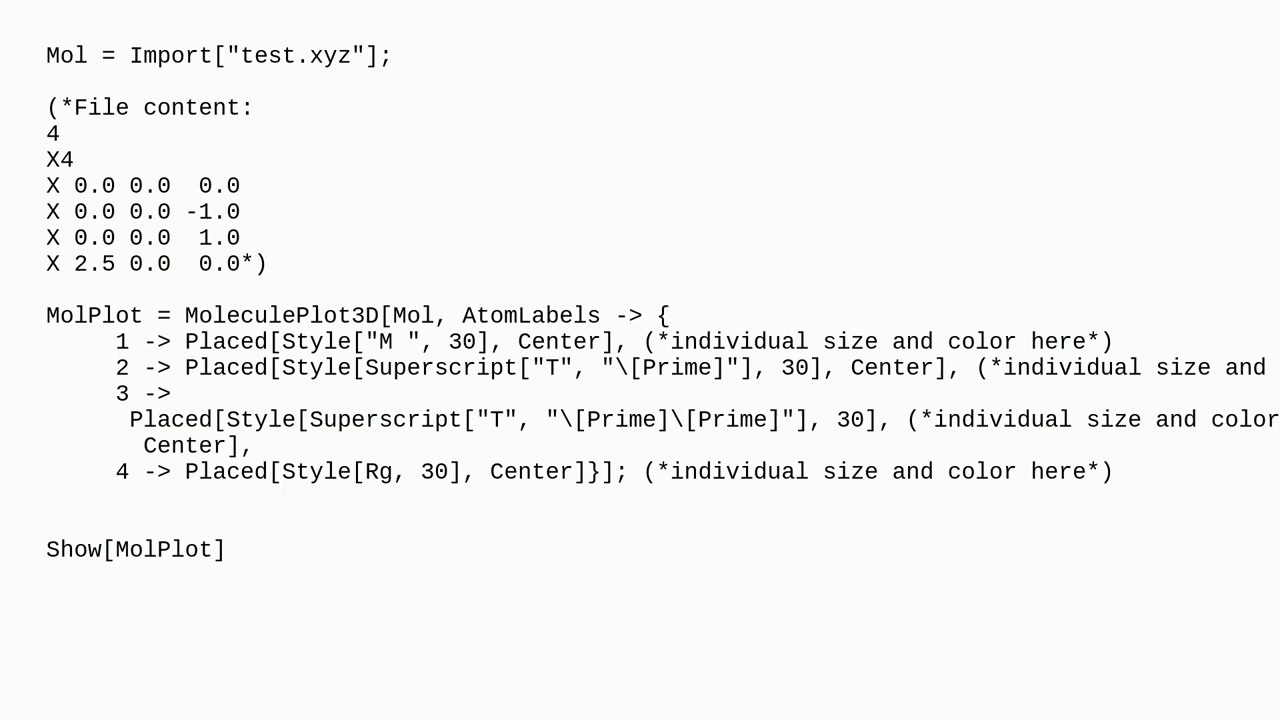 Mol = Import["test.xyz"];
(*File content:
4
X4
X 0.0 0.0  0.0
X 0.0 0.0 -1.0
X 0.0 0.0  1.0
X 2.5 0.0  0.0*)
MolPlot = MoleculePlot3D[Mol, AtomLabels -> {
     1 -> Placed[Style["M ", 30], Center], (*individual size and color here*)
     2 -> Placed[Style[Superscript["T", "\[Prime]"], 30], Center], (*individual size and
     3 ->
      Placed[Style[Superscript["T", "\[Prime]\[Prime]"], 30], (*individual size and color
       Center],
     4 -> Placed[Style[Rg, 30], Center]}]; (*individual size and color here*)
Show[MolPlot]